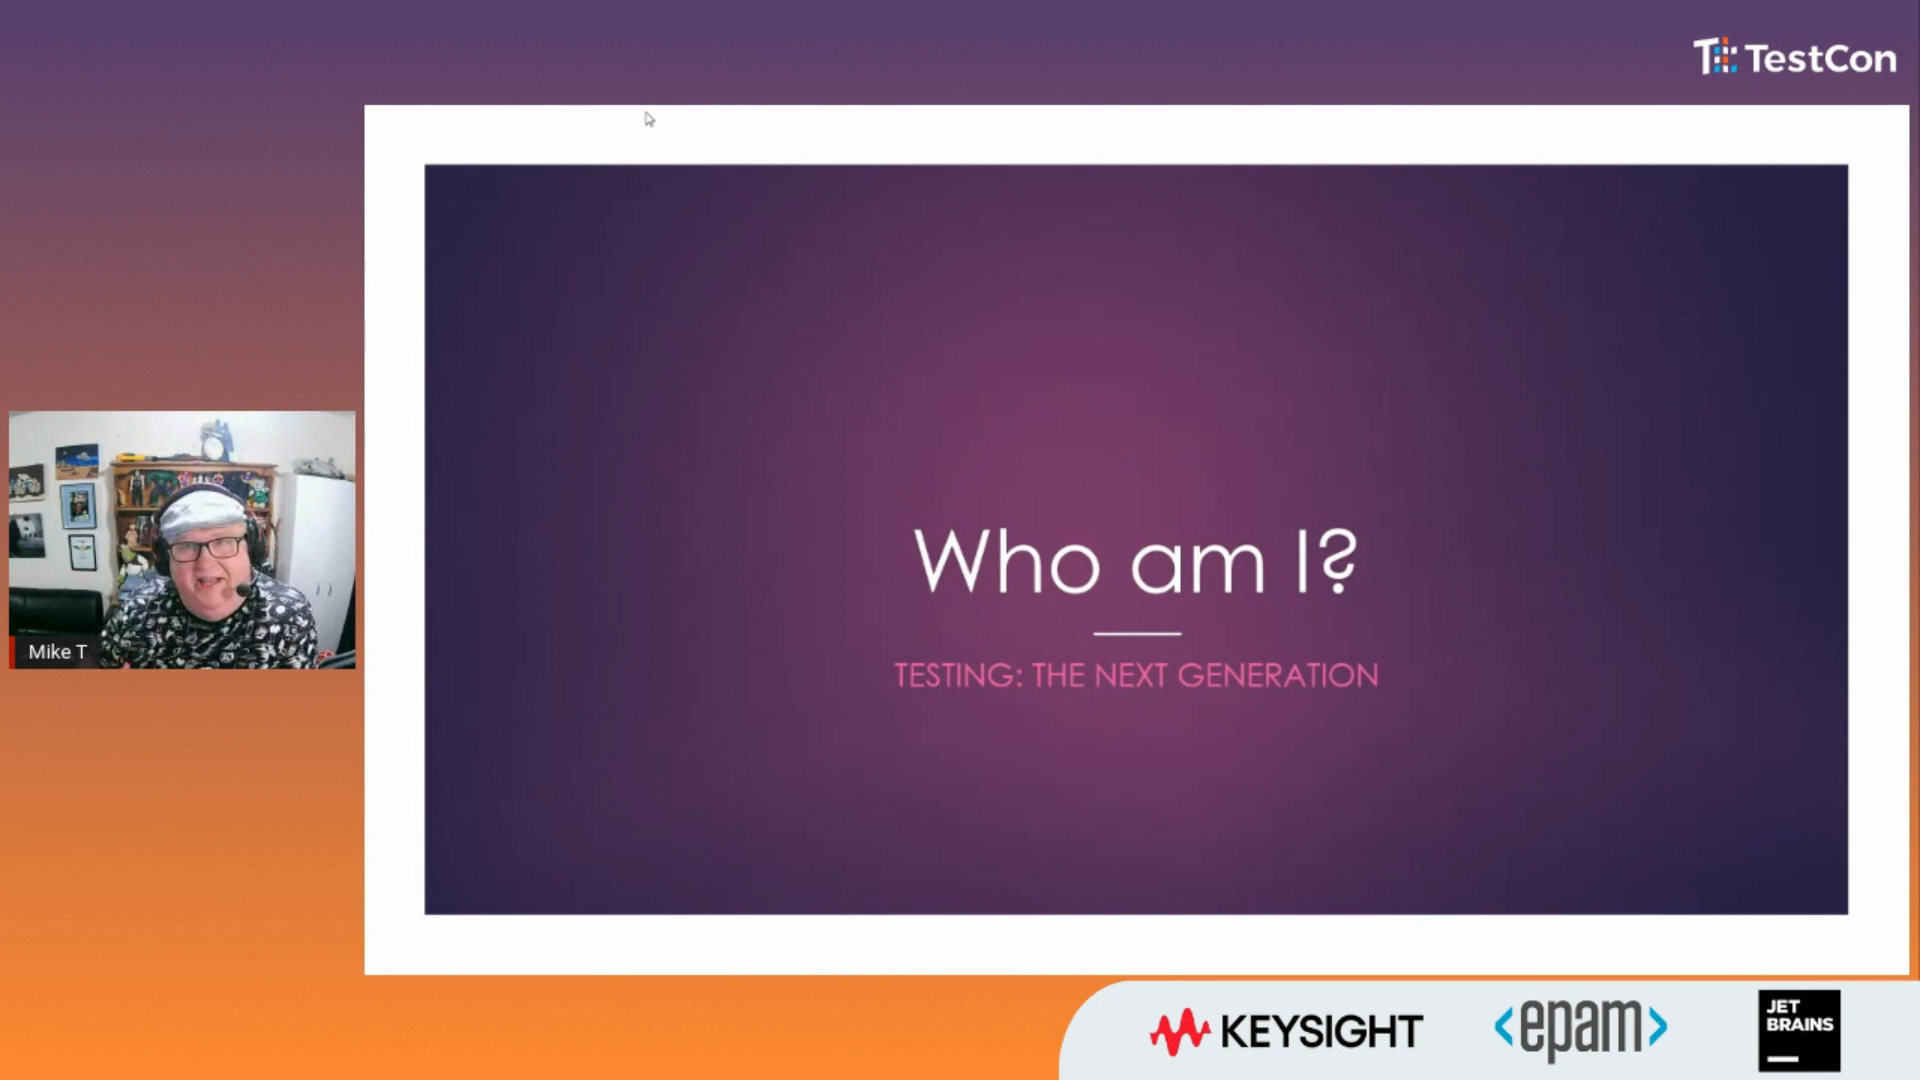 TestCon
Who am I?
TESTING: THE NEXT GENERATION
Mike T
KEYSIGHT
<epam>
JET
BRAINS